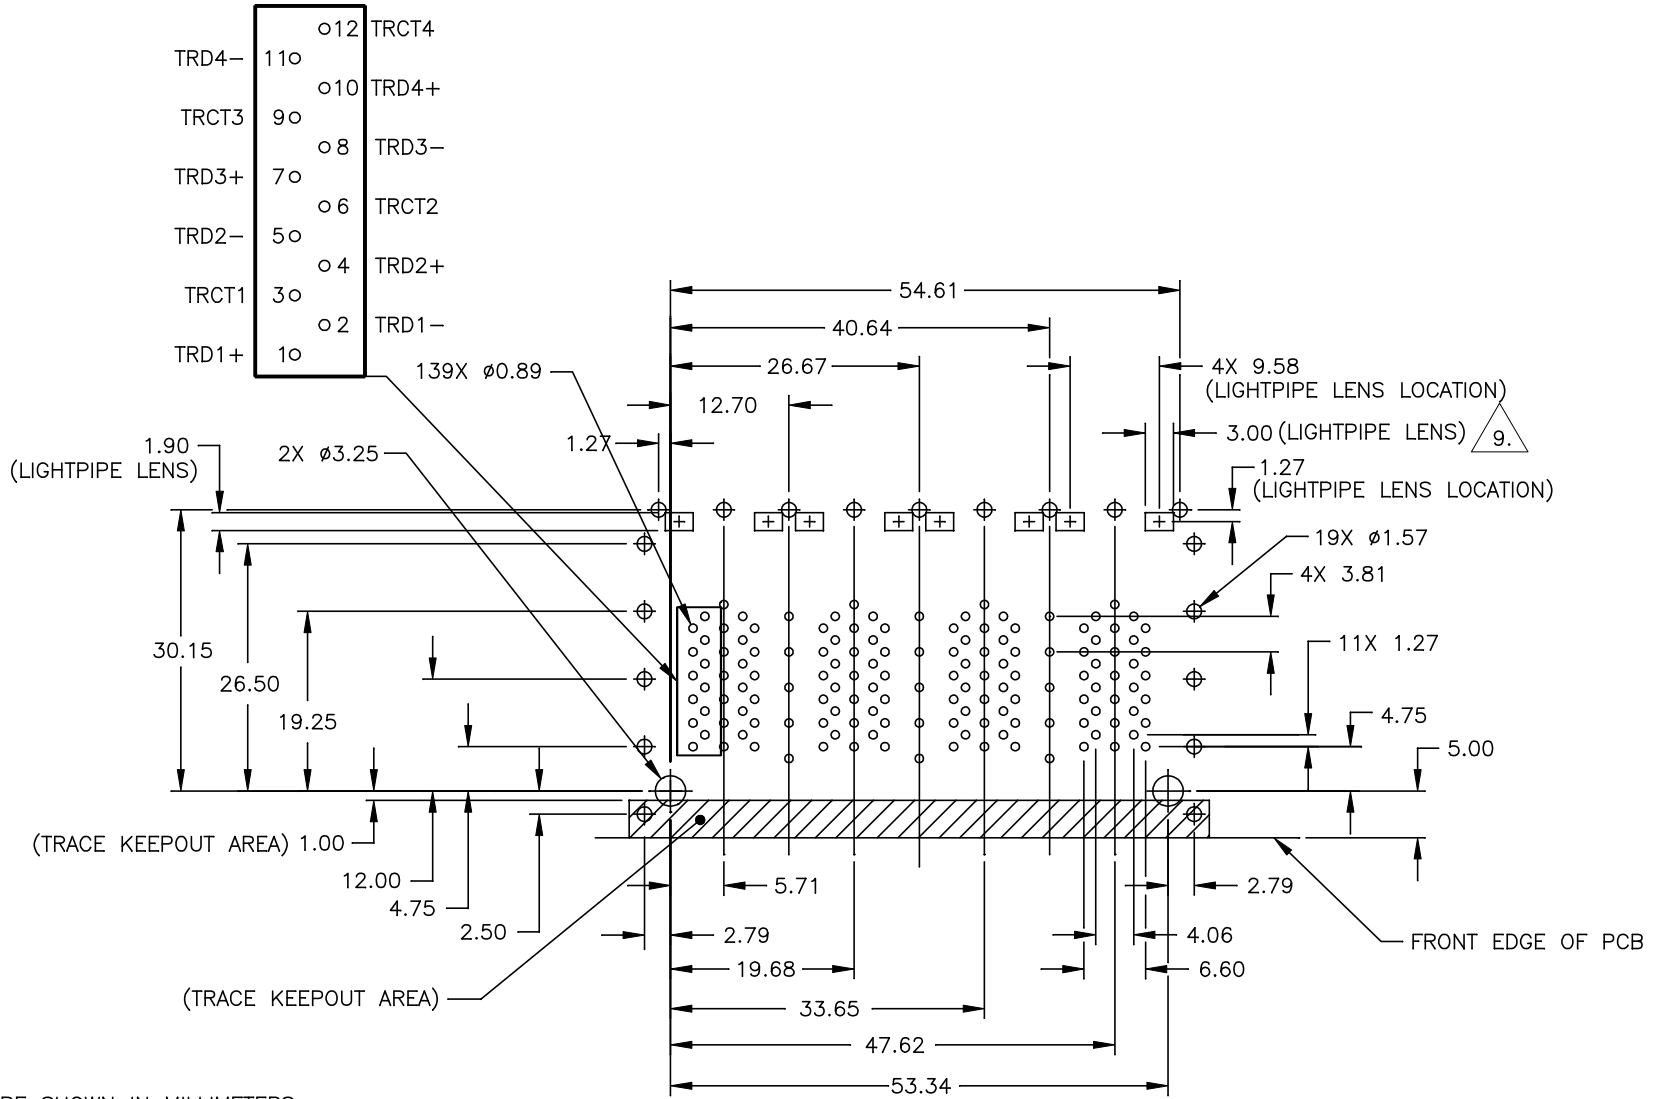 12 TRCT4
TRD4− 11
10 TRD4+
TRCT3 9
8 TRD3−
TRD3+ 7
6 TRCT2
TRD2− 5
4 TRD2+
TRCT1 3
2 TRD1−
TRD1+ 1
54.61
40.64
26.67
12.70
1.27
139X ø0.89
2X ø3.25
1.90
(LIGHTPIPE LENS)
4X 9.58
(LIGHTPIPE LENS LOCATION)
3.00 (LIGHTPIPE LENS)
9.
1.27
(LIGHTPIPE LENS LOCATION)
19X ø1.57
4X 3.81
11X 1.27
4.75
5.00
30.15
26.50
19.25
(TRACE KEEPOUT AREA) 1.00
12.00
4.75
2.50
5.71
2.79
2.79
4.06
19.68
6.60
FRONT EDGE OF PCB
(TRACE KEEPOUT AREA)
33.65
47.62
53.34